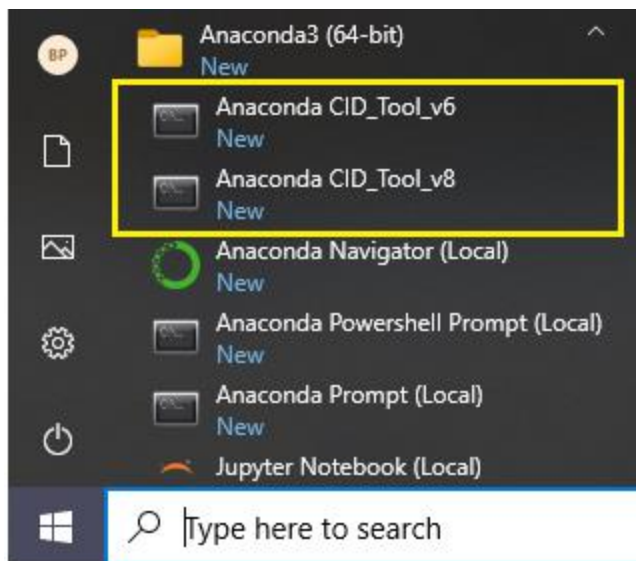 BP
Anaconda3 (64-bit)
New
Anaconda CID_Tool_v6
New
Anaconda CID_Tool_v8
New
Anaconda Navigator (Local)
New
Anaconda Powershell Prompt (Local)
New
Anaconda Prompt (Local)
New
Jupyter Notebook (Local)
Type here to search